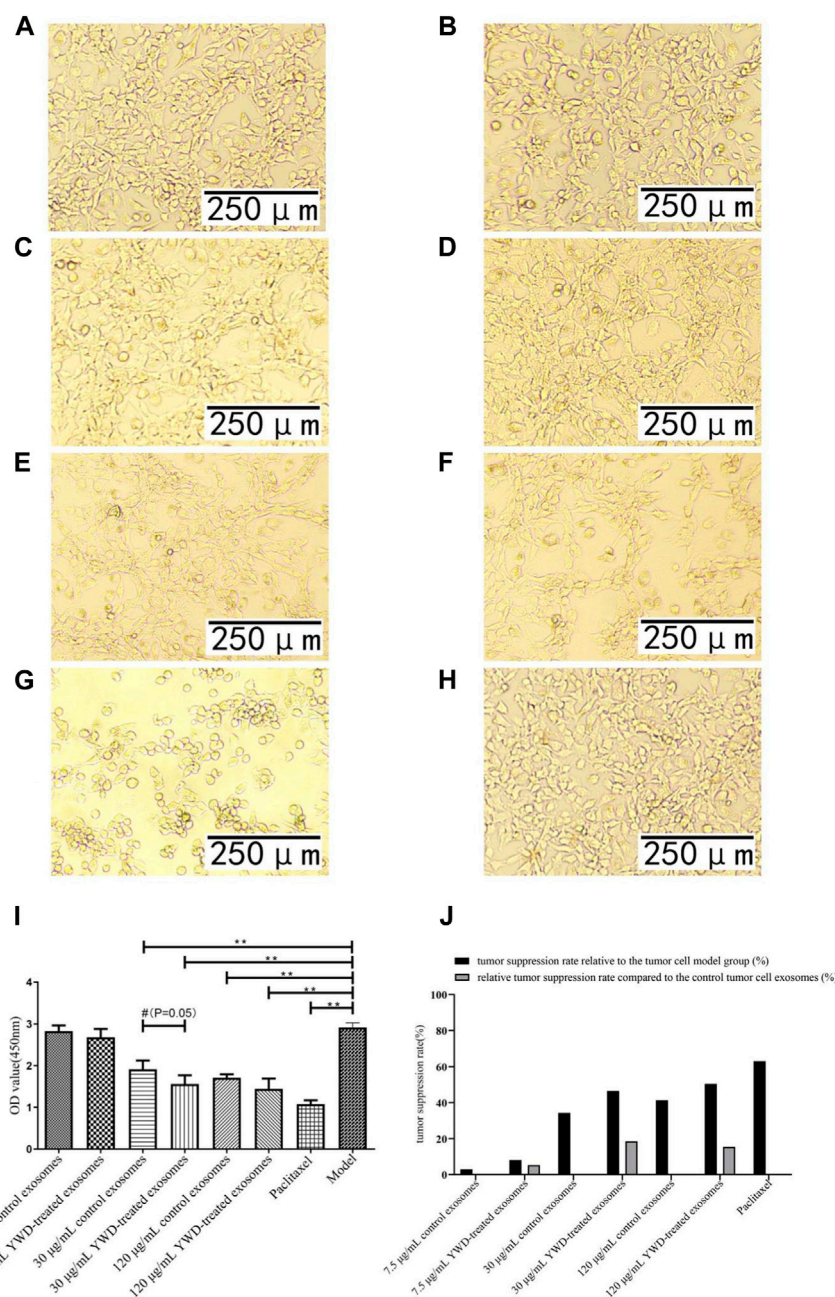 A
B
250 μm
250 μm
C
D
250 μm
250 μm
E
F
250 μm
250 μm
G
H
250 μm
250 μm
I
J
**
**
**
**
**
#(P=0.05)
OD value(450nm)
4
3
2
1
0
control exosomes
YWD-treated exosomes
30 μg/mL control exosomes
30 μg/mL YWD-treated exosomes
120 μg/mL control exosomes
120 μg/mL YWD-treated exosomes
Paclitaxel
Model
tumor suppression rate relative to the tumor cell model group (%)
relative tumor suppression rate compared to the control tumor cell exosomes (%)
tumor suppression rate(%)
100
80
60
40
20
0
7.5 μg/mL control exosomes
7.5 μg/mL YWD-treated exosomes
30 μg/mL control exosomes
30 μg/mL YWD-treated exosomes
120 μg/mL control exosomes
120 μg/mL YWD-treated exosomes
Paclitaxel